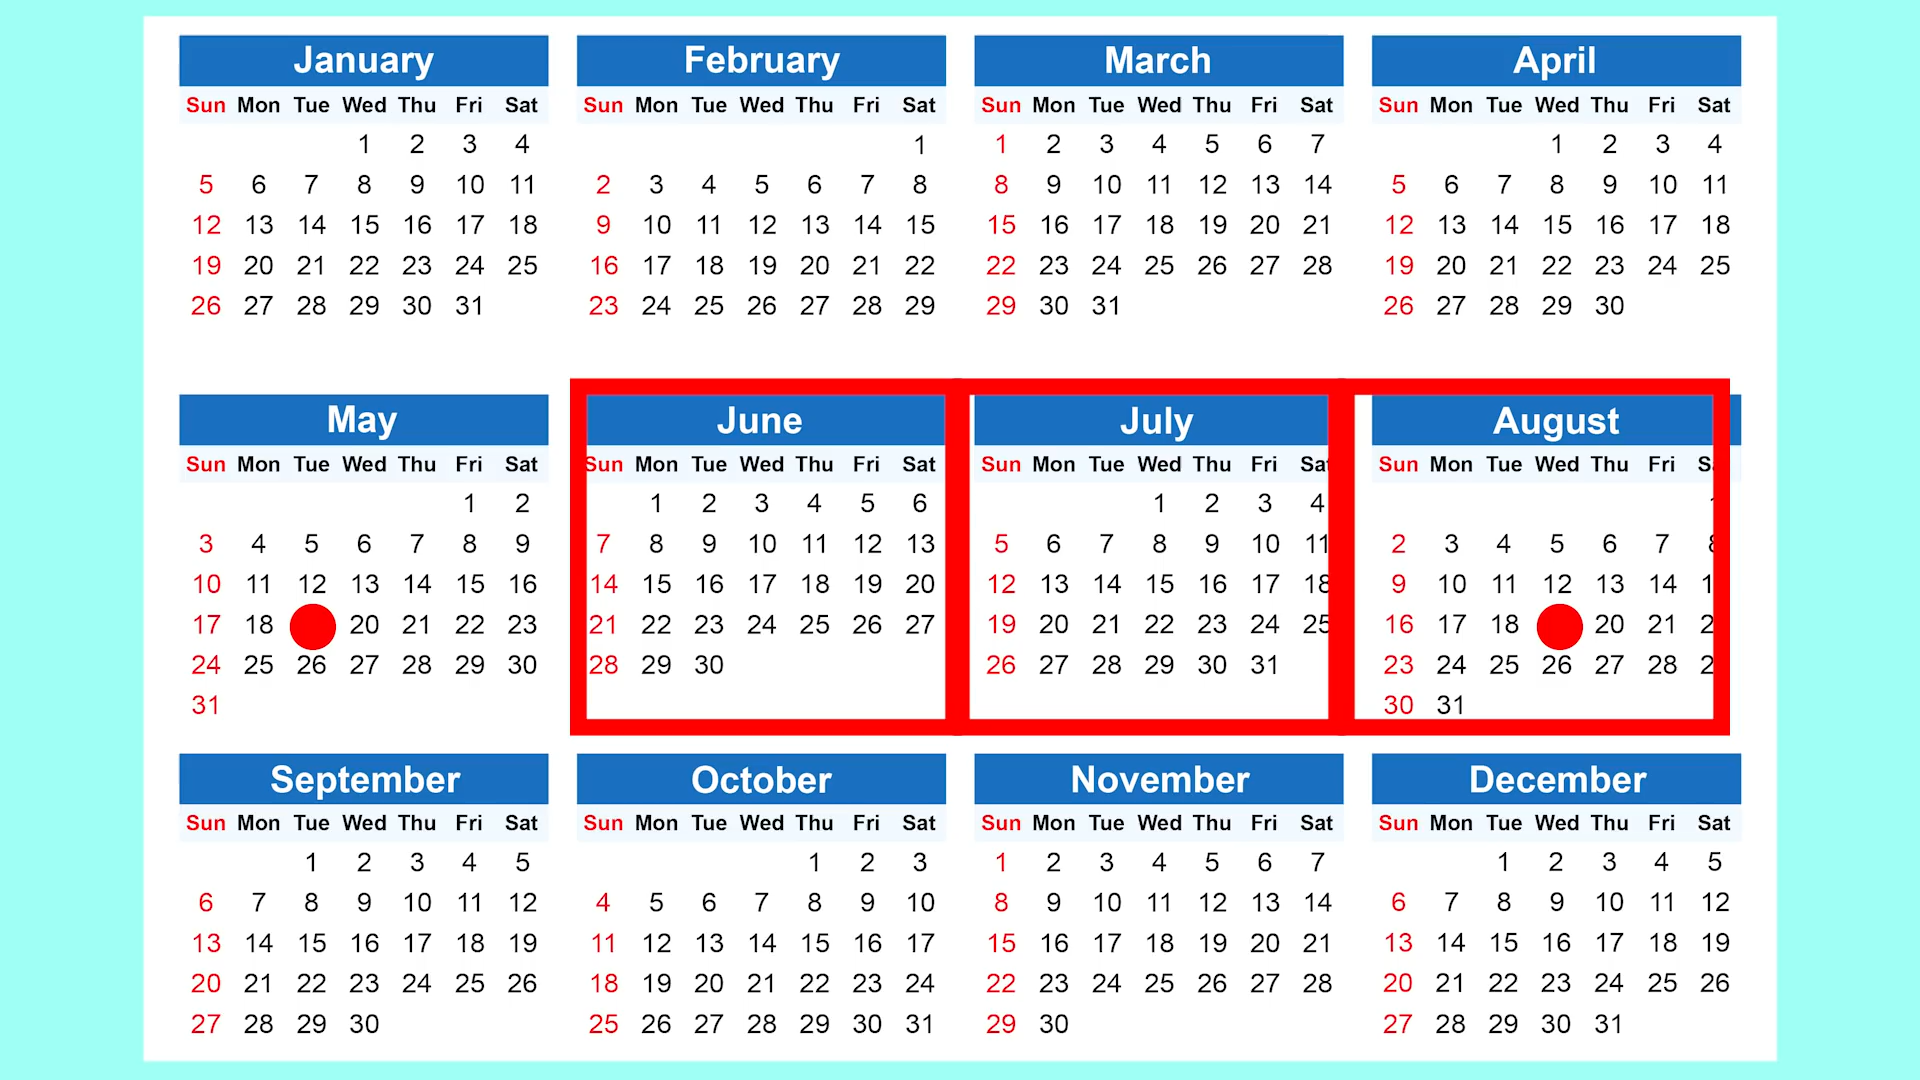 January February March April
Sun Mon Tue Wed Thu Fri Sat Sun Mon Tue Wed Thu Fri Sat Sun Mon Tue Wed Thu Fri Sat Sun Mon Tue Wed Thu Fri Sat
1 2 3 4 1 1 2 3 4 5 6 7 1 2 3 4
5 6 7 8 9 10 11 2 3 4 5 6 7 8 8 9 10 11 12 13 14 5 6 7 8 9 10 11
12 13 14 15 16 17 18 9 10 11 12 13 14 15 15 16 17 18 19 20 21 12 13 14 15 16 17 18
19 20 21 22 23 24 25 16 17 18 19 20 21 22 22 23 24 25 26 27 28 19 20 21 22 23 24 25
26 27 28 29 30 31 23 24 25 26 27 28 29 29 30 31 26 27 28 29 30
May June July August
Sun Mon Tue Wed Thu Fri Sat Sun Mon Tue Wed Thu Fri Sat Sun Mon Tue Wed Thu Fri Sat Sun Mon Tue Wed Thu Fri
1 2 1 2 3 4 5 6 1 2 3 4
3 4 5 6 7 8 9 7 8 9 10 11 12 13 5 6 7 8 9 10 11 2 3 4 5 6 7
10 11 12 13 14 15 16 14 15 16 17 18 19 20 12 13 14 15 16 17 18 9 10 11 12 13 14
17 18 20 21 22 23 21 22 23 24 25 26 27 19 20 21 22 23 24 25 16 17 18 20 21
24 25 26 27 28 29 30 28 29 30 26 27 28 29 30 31 23 24 25 26 27 28
31 30 31
September October November December
Sun Mon Tue Wed Thu Fri Sat Sun Mon Tue Wed Thu Fri Sat Sun Mon Tue Wed Thu Fri Sat Sun Mon Tue Wed Thu Fri Sat
1 2 3 4 5 1 2 3 1 2 3 4 5 6 7 1 2 3 4 5
6 7 8 9 10 11 12 4 5 6 7 8 9 10 8 9 10 11 12 13 14 6 7 8 9 10 11 12
13 14 15 16 17 18 19 11 12 13 14 15 16 17 15 16 17 18 19 20 21 13 14 15 16 17 18 19
20 21 22 23 24 25 26 18 19 20 21 22 23 24 22 23 24 25 26 27 28 20 21 22 23 24 25 26
27 28 29 30 25 26 27 28 29 30 31 29 30 27 28 29 30 31